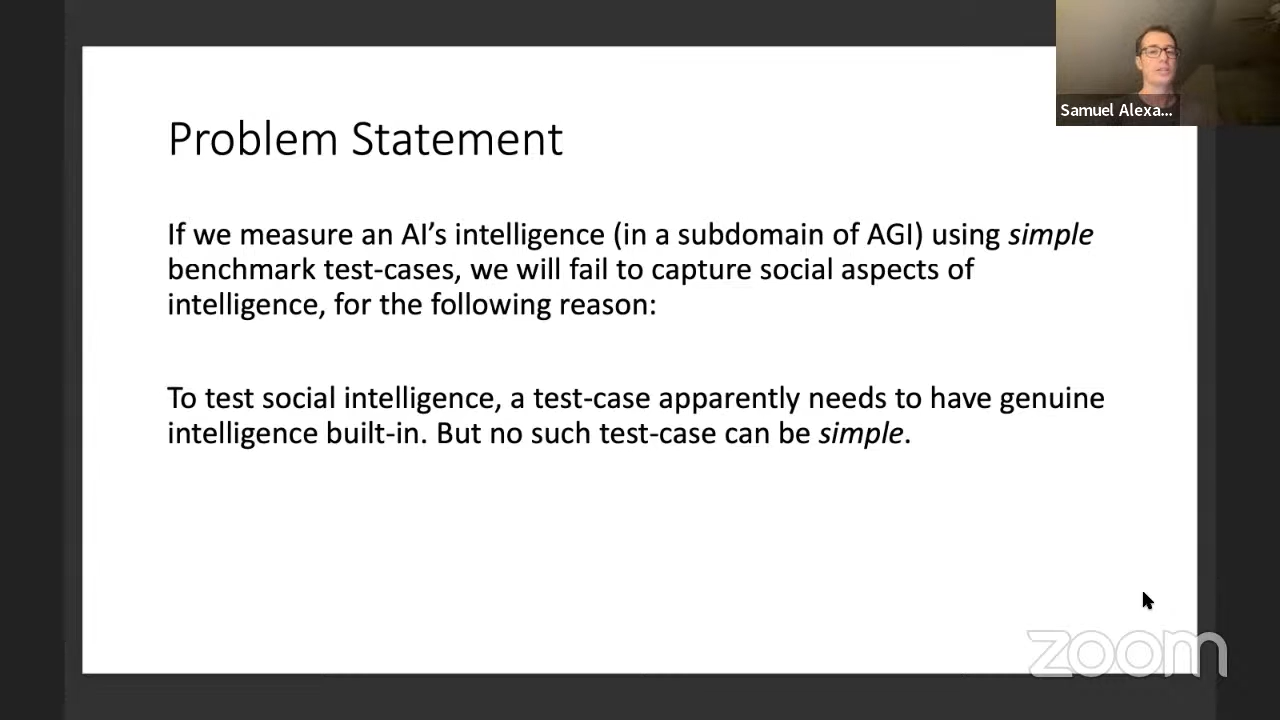 Problem Statement
If we measure an AI’s intelligence (in a subdomain of AGI) using simple
benchmark test-cases, we will fail to capture social aspects of
intelligence, for the following reason:
To test social intelligence, a test-case apparently needs to have genuine
intelligence built-in. But no such test-case can be simple.
Samuel Alexa...
zoom